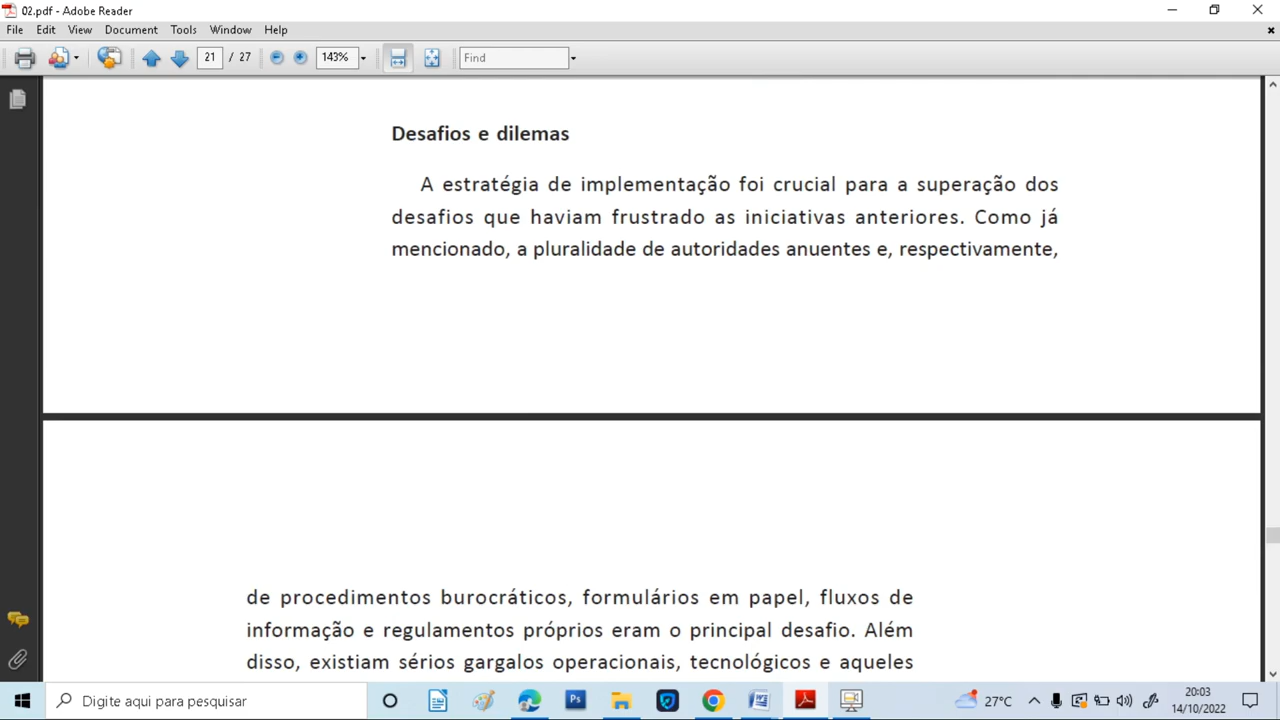 02.pdf - Adobe Reader
File Edit View Document Tools Window Help
21 / 27 143% Find
Desafios e dilemas
A estratégia de implementação foi crucial para a superação dos
desafios que haviam frustrado as iniciativas anteriores. Como já
mencionado, a pluralidade de autoridades anuentes e, respectivamente,
de procedimentos burocráticos, formulários em papel, fluxos de
informação e regulamentos próprios eram o principal desafio. Além
disso, existiam sérios gargalos operacionais, tecnológicos e aqueles
Digite aqui para pesquisar
Ps
27°C
20:03
14/10/2022